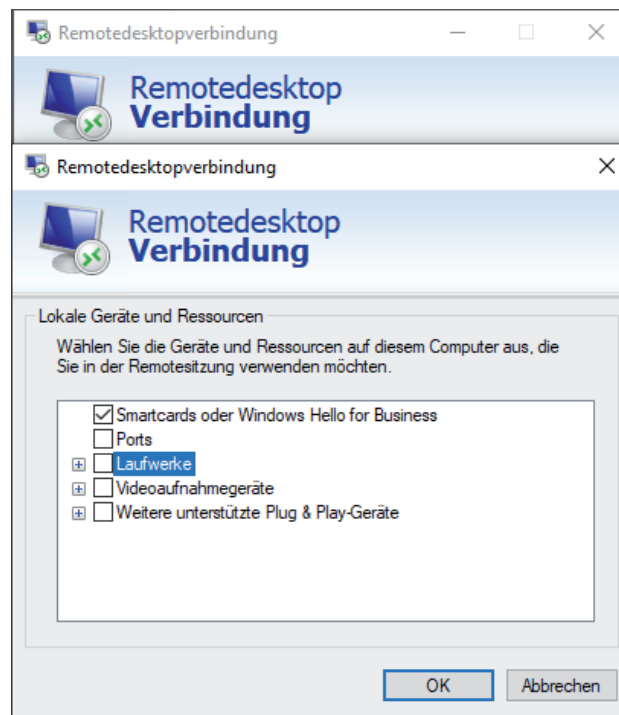 Remotedesktopverbindung
Remotedesktop
Verbindung
Remotedesktopverbindung
Remotedesktop
Verbindung
Lokale Geräte und Ressourcen
Wählen Sie die Geräte und Ressourcen auf diesem Computer aus, die
Sie in der Remotesitzung verwenden möchten.
Smartcards oder Windows Hello for Business
Ports
Laufwerke
Videoaufnahmegeräte
Weitere unterstützte Plug & Play-Geräte
OK Abbrechen